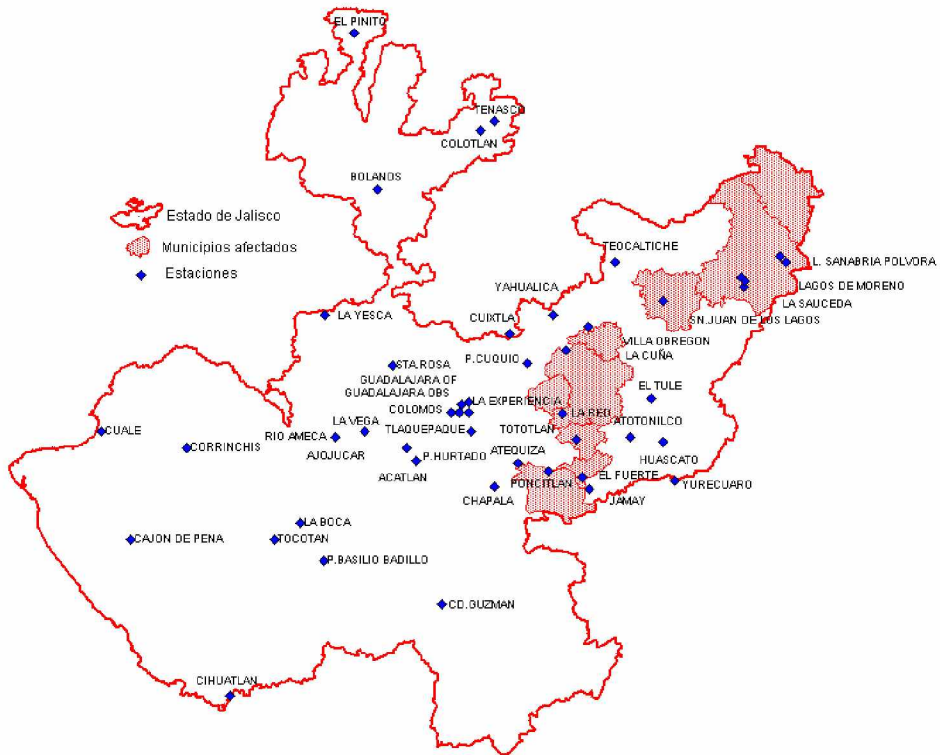 EL PINITO
TENASCO
COLOTLAN
BOLANOS
Estado de Jalisco
Municipios afectados
Estaciones
TEOCALTICHE
L. SANABRIA POLVORA
LAGOS DE MORENO
LA SAUCEDA
SN.JUAN DE LOS LAGOS
YAHUALICA
LA YESCA
CUIXTLA
VILLA OBREGON
LA CUÑA
P.CUQUIO
STA.ROSA
GUADALAJARA OF
GUADALAJARA OBS
EL TULE
LA EXPERIENCIA
COLOMOS
LA RED
CUALE
LA VEGA
RIO AMECA
TLAQUEPAQUE
TOTOTLAN
ATOTONILCO
CORRINCHIS
AJOJUCAR
P.HURTADO
ATEQUIZA
HUASCATO
ACATLAN
PONCITLAN
EL FUERTE
YURECUARO
CHAPALA
JAMAY
LA BOCA
CAJON DE PENA
TOCOTAN
P.BASILIO BADILLO
CD.GUZMAN
CIHUATLAN